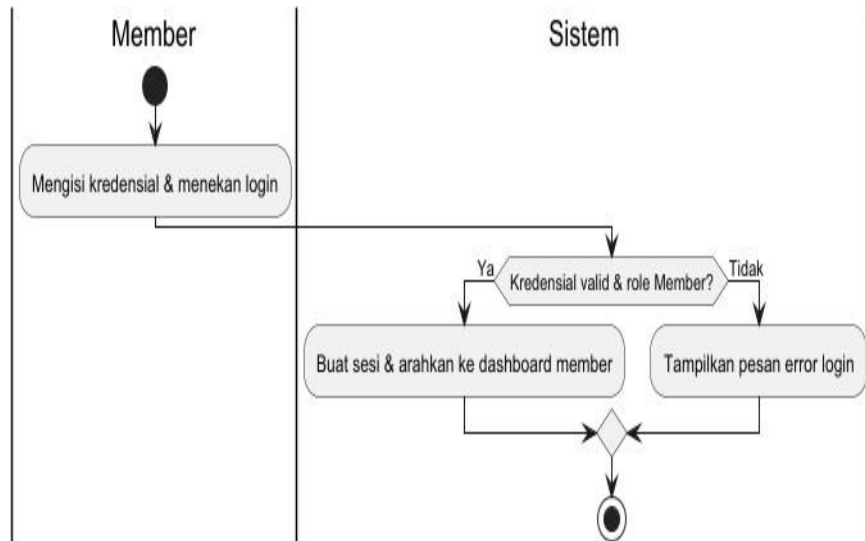 Member
Sistem
Mengisi kredensial & menekan login
Ya
Kredensial valid & role Member?
Tidak
Buat sesi & arahkan ke dashboard member
Tampilkan pesan error login